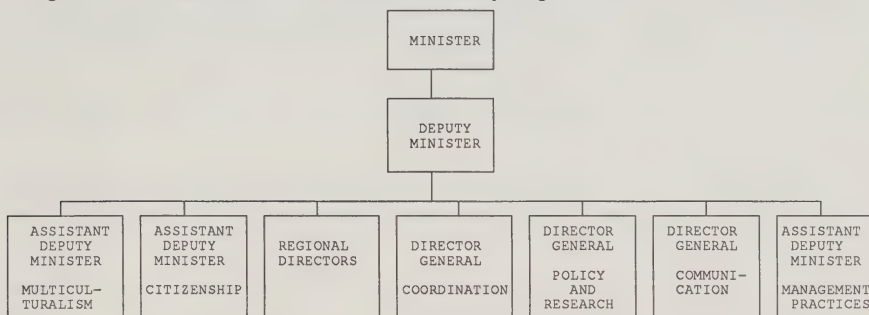 MINISTER
DEPUTY
MINISTER
ASSISTANT
DEPUTY
MINISTER
MULTICUL-
TURALISM
ASSISTANT
DEPUTY
MINISTER
CITIZENSHIP
REGIONAL
DIRECTORS
DIRECTOR
GENERAL
COORDINATION
DIRECTOR
GENERAL
POLICY
AND
RESEARCH
DIRECTOR
GENERAL
COMMUNI-
CATION
ASSISTANT
DEPUTY
MINISTER
MANAGEMENT
PRACTICES